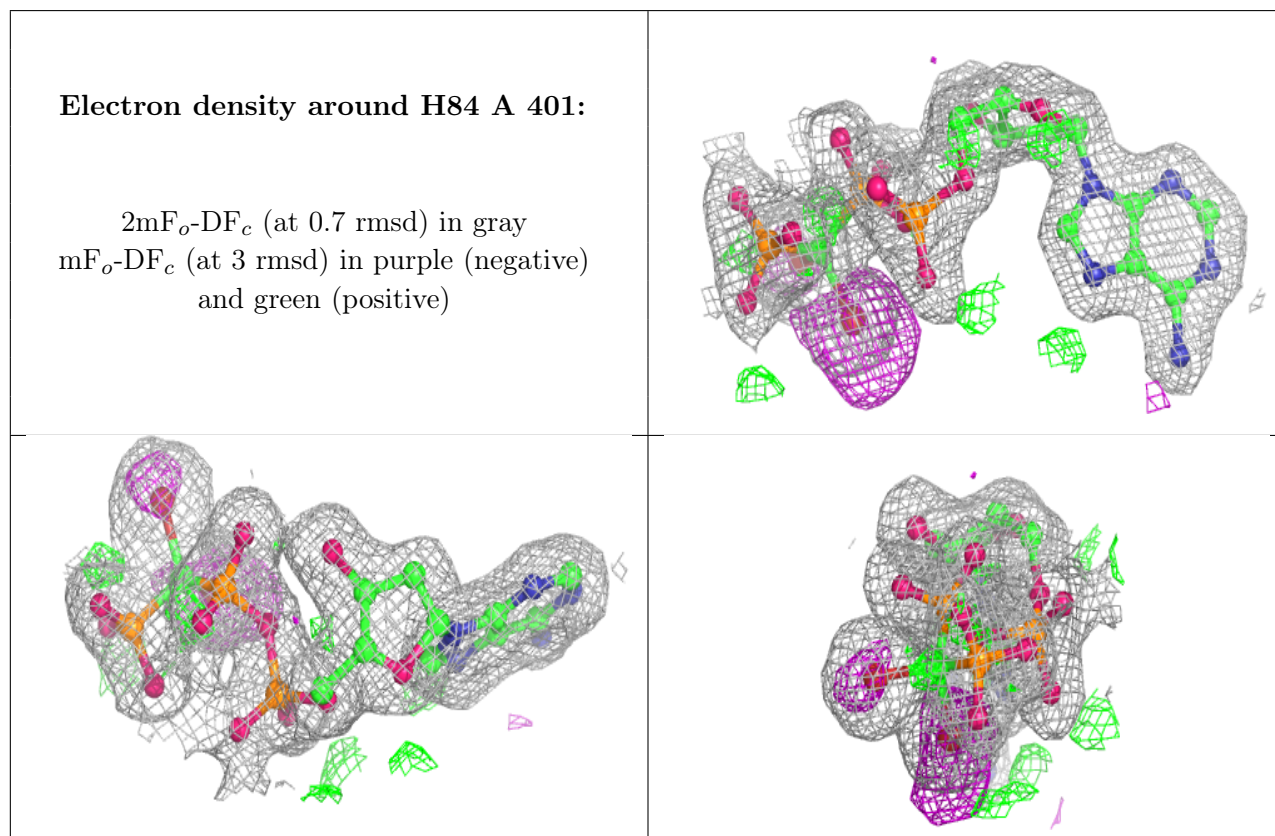 Electron density around H84 A 401:
2mFo-DFc (at 0.7 rmsd) in gray
mFo-DFc (at 3 rmsd) in purple (negative)
and green (positive)